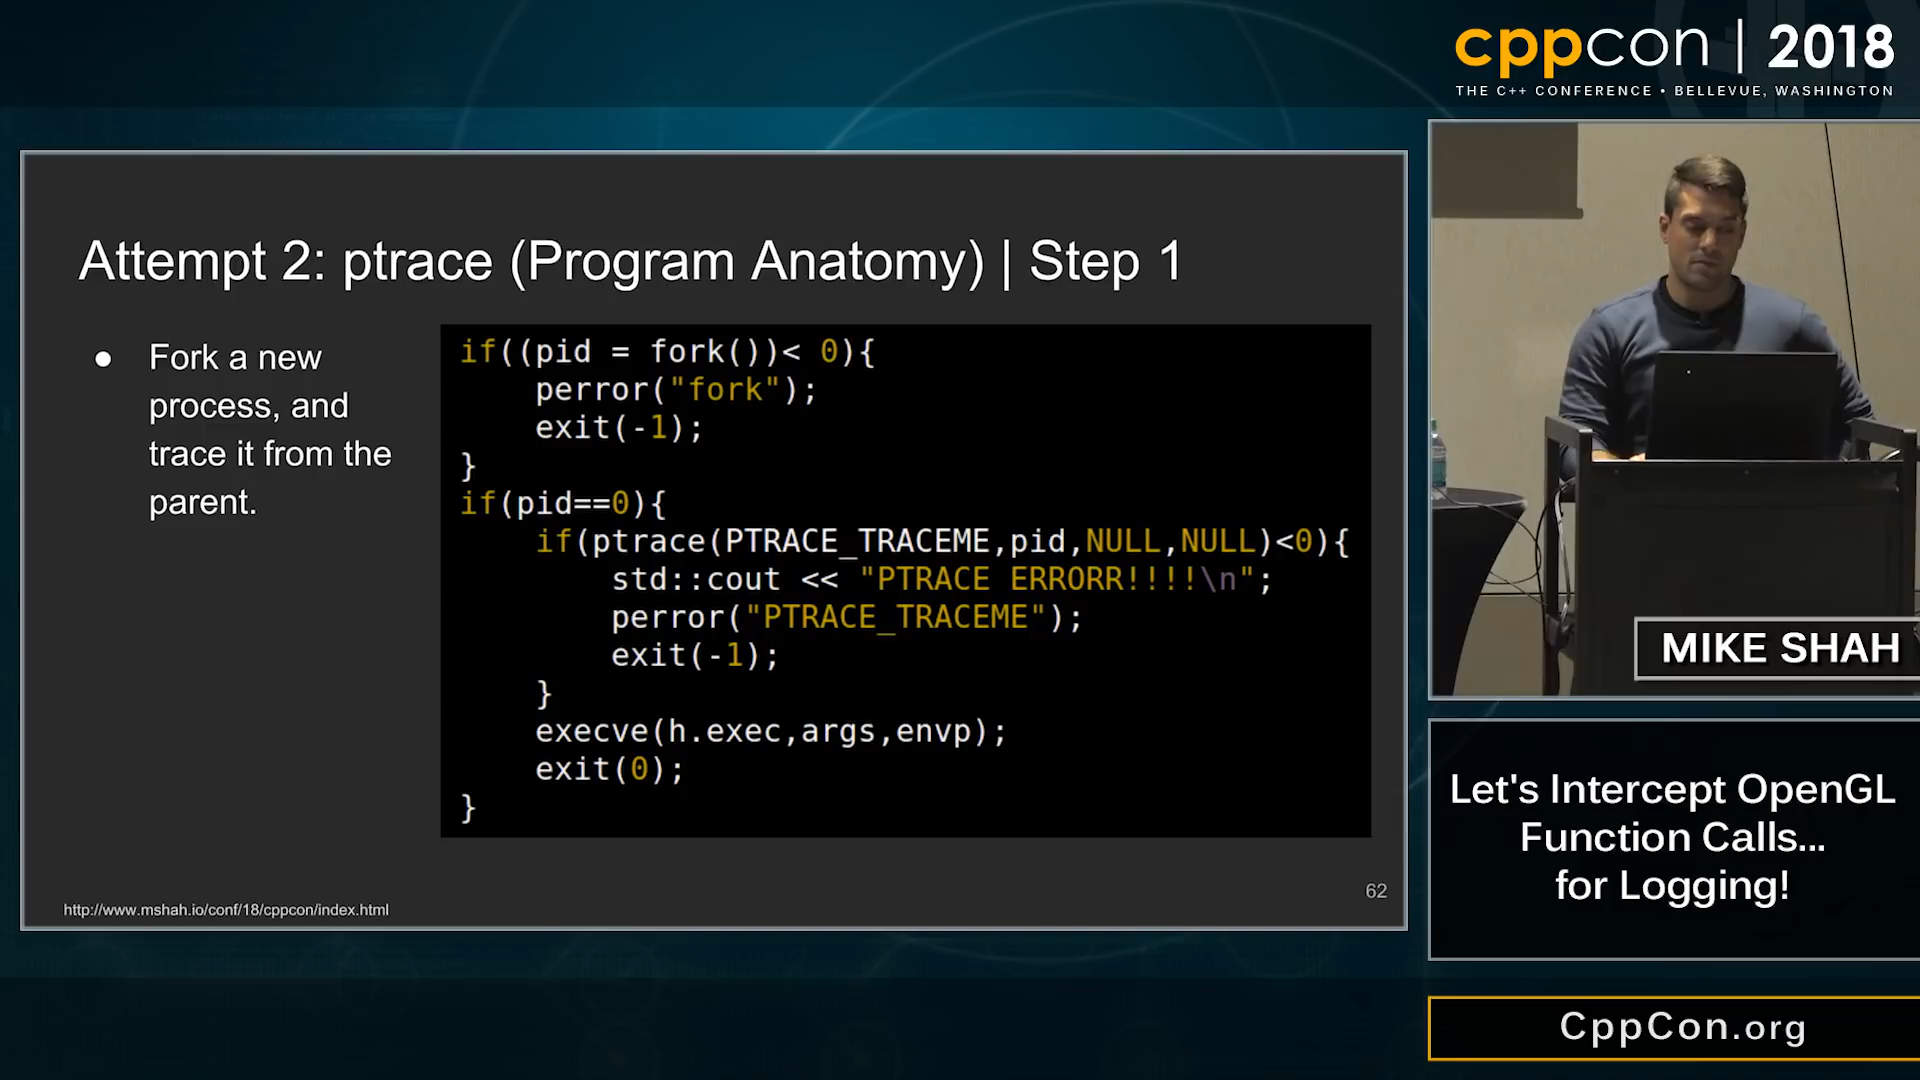 cppcon | 2018
THE C++ CONFERENCE • BELLEVUE, WASHINGTON
Attempt 2: ptrace (Program Anatomy) | Step 1
● Fork a new
process, and
trace it from the
parent.
if((pid = fork())< 0){
    perror("fork");
    exit(-1);
}
if(pid==0){
    if(ptrace(PTRACE_TRACEME,pid,NULL,NULL)<0){
        std::cout << "PTRACE ERRORR!!!!\n";
        perror("PTRACE_TRACEME");
        exit(-1);
    }
    execve(h.exec,args,envp);
    exit(0);
}
62
http://www.mshah.io/conf/18/cppcon/index.html
MIKE SHAH
Let's Intercept OpenGL
Function Calls...
for Logging!
CppCon.org